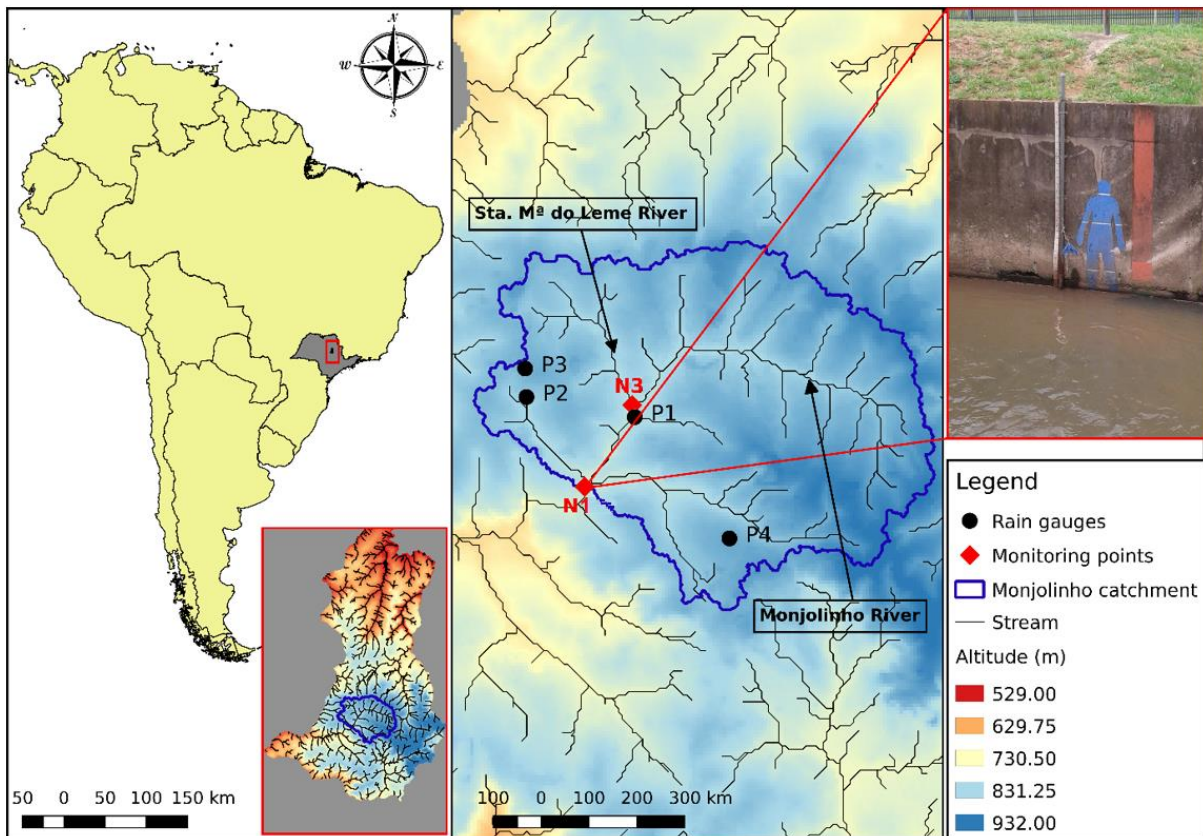 N
W
E
S
Sta. Mª do Leme River
P3
P2
N3
P1
N1
P4
Monjolinho River
50 0 50 100 150 km
100 0 100 200 300 km
Legend
Rain gauges
Monitoring points
Monjolinho catchment
Stream
Altitude (m)
529.00
629.75
730.50
831.25
932.00